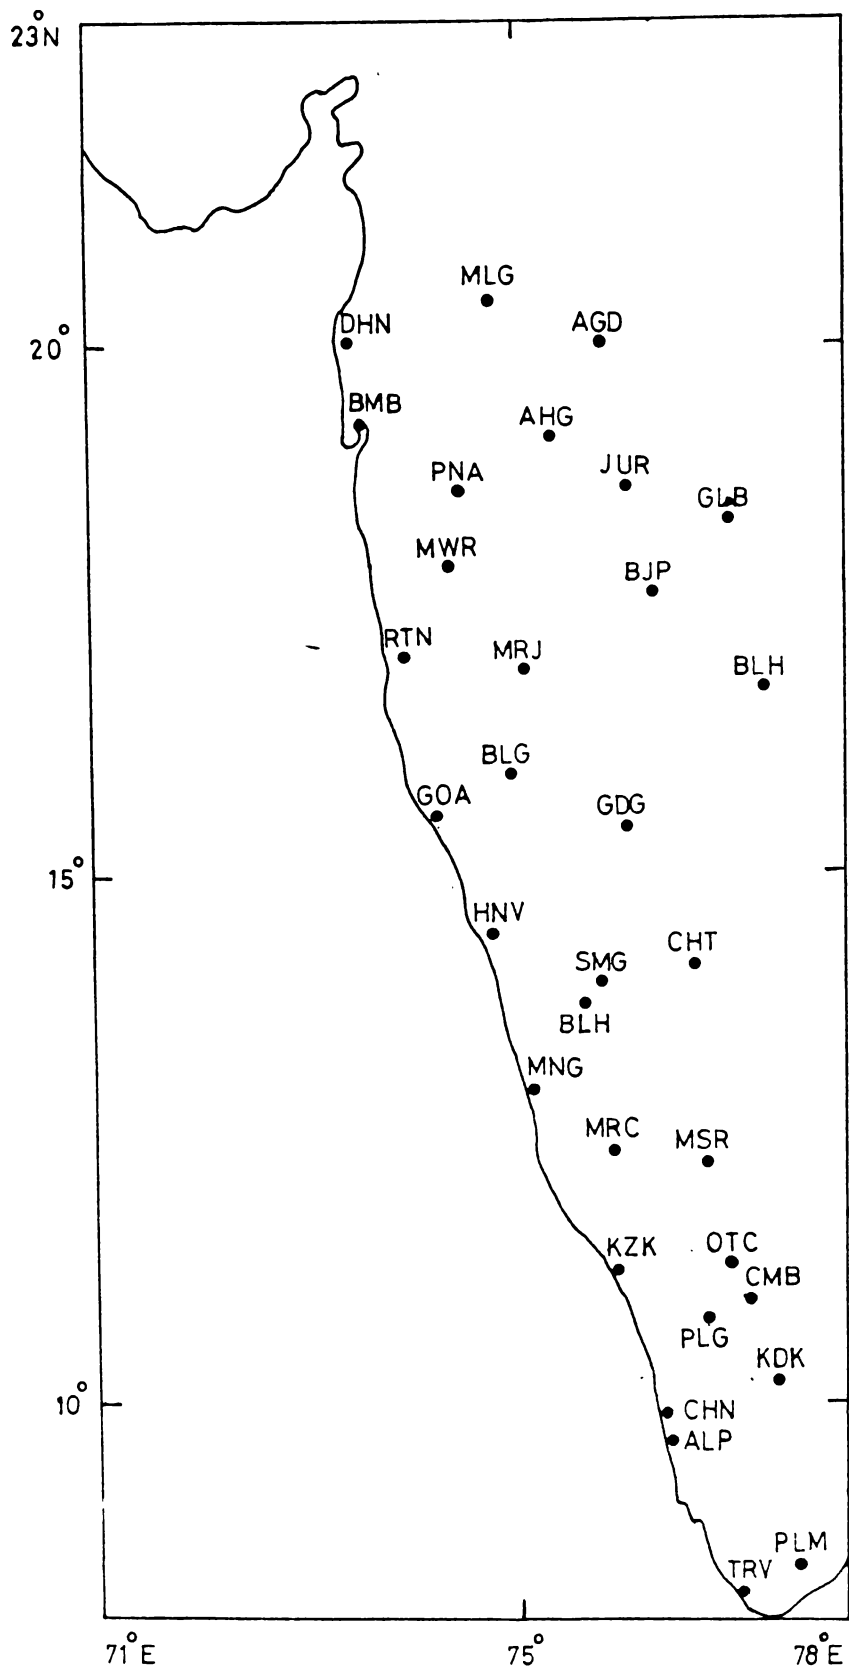 23°N
MLG
DHN
AGD
20°
BMB
AHG
PNA
JUR
GLB
MWR
BJP
RTN
MRJ
BLH
BLG
GOA
GDG
15°
HNV
CHT
SMG
BLH
MNG
MRC
MSR
KZK
OTC
CMB
PLG
KDK
10°
CHN
ALP
PLM
TRV
71°E
75°
78°E